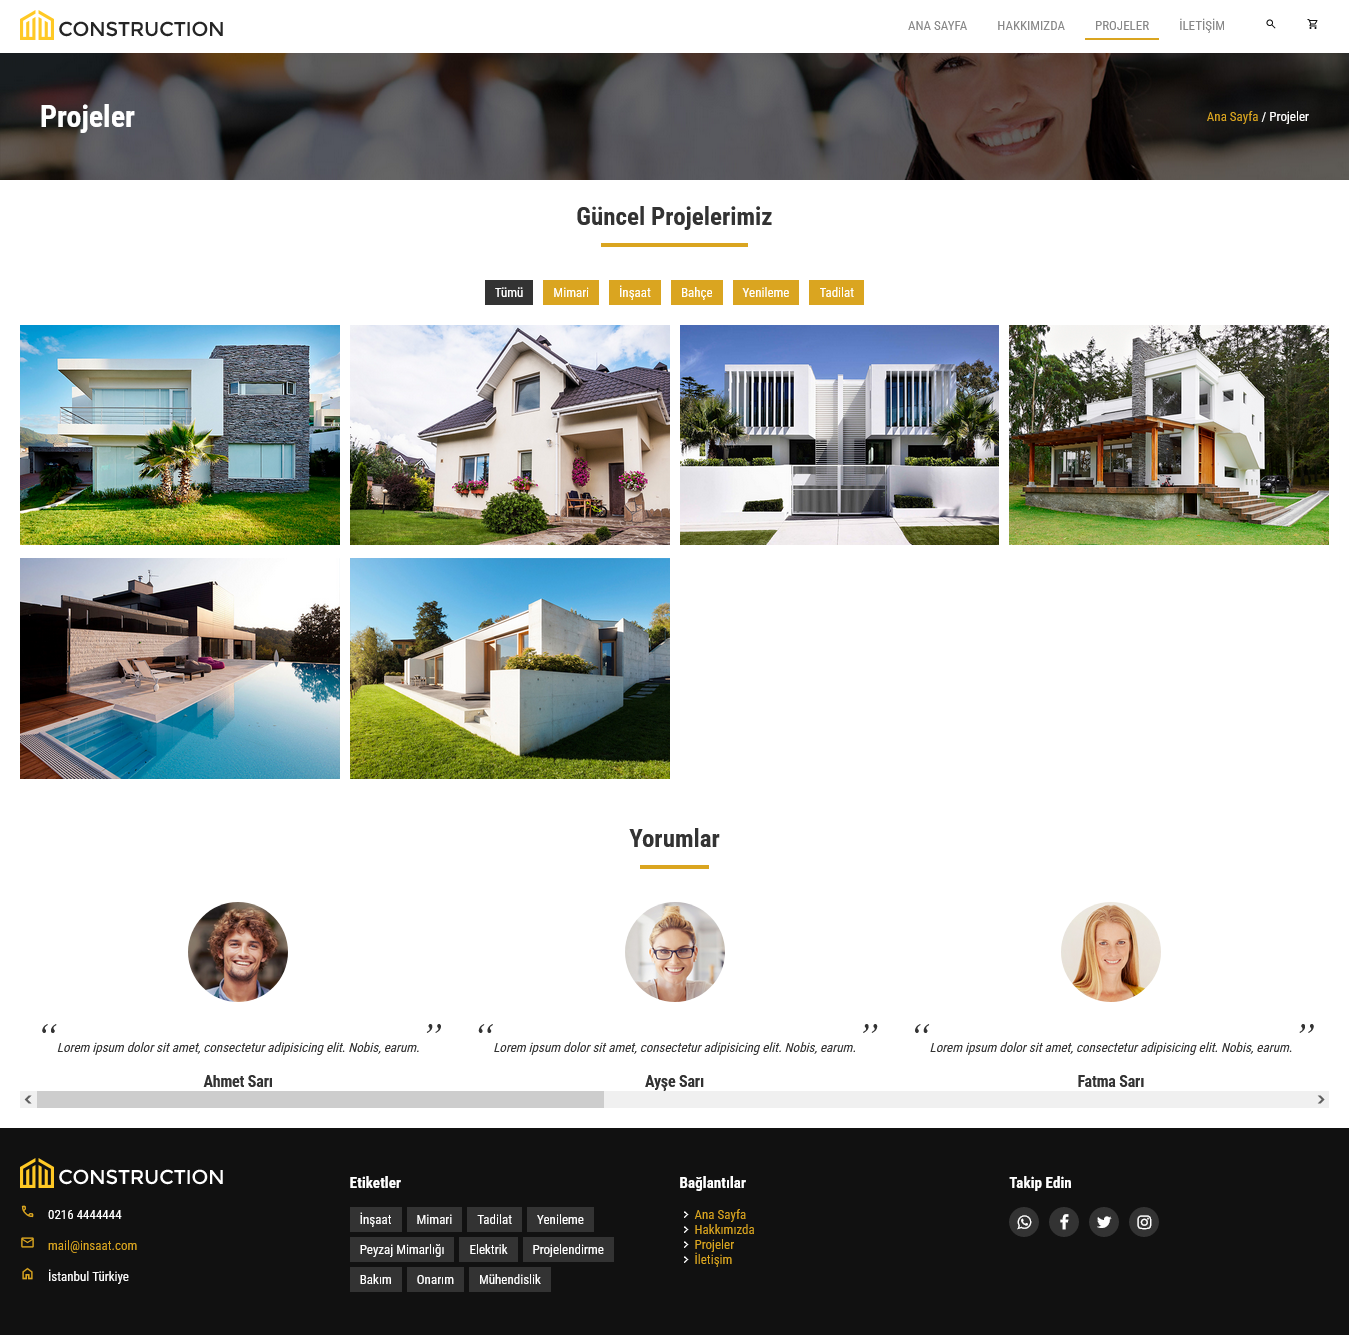 CONSTRUCTION
ANA SAYFA HAKKIMIZDA PROJELER İLETİŞİM
Projeler
Ana Sayfa / Projeler
Güncel Projelerimiz
Tümü Mimari İnşaat Bahçe Yenileme Tadilat
Yorumlar
“ Lorem ipsum dolor sit amet, consectetur adipisicing elit. Nobis, earum. ”
Ahmet Sarı
“ Lorem ipsum dolor sit amet, consectetur adipisicing elit. Nobis, earum. ”
Ayşe Sarı
“ Lorem ipsum dolor sit amet, consectetur adipisicing elit. Nobis, earum. ”
Fatma Sarı
CONSTRUCTION
0216 4444444
mail@insaat.com
İstanbul Türkiye
Etiketler
İnşaat Mimari Tadilat Yenileme
Peyzaj Mimarlığı Elektrik Projelendirme
Bakım Onarım Mühendislik
Bağlantılar
Ana Sayfa
Hakkımızda
Projeler
İletişim
Takip Edin